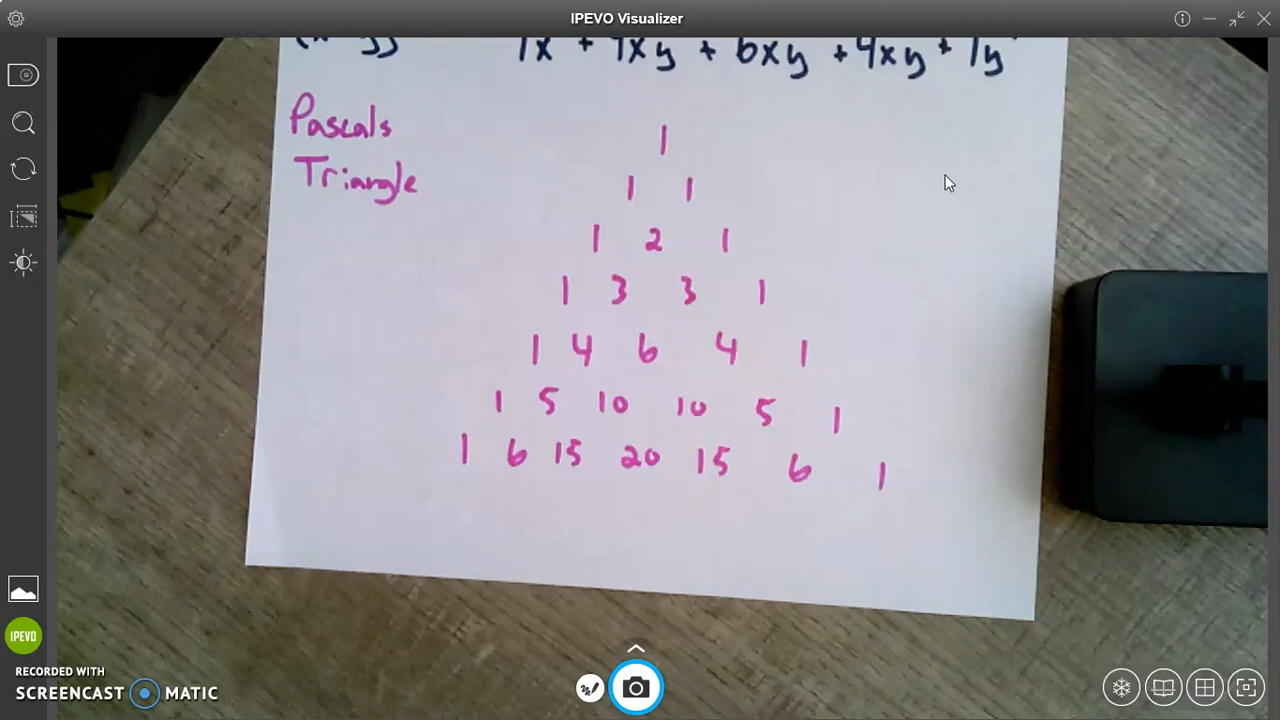 IPEVO Visualizer
1x + 4xy + 6xy + 4xy + 1y
Pascals
Triangle
1
1 1
1 2 1
1 3 3 1
1 4 6 4 1
1 5 10 10 5 1
1 6 15 20 15 6 1
IPEVO
RECORDED WITH
SCREENCAST MATIC